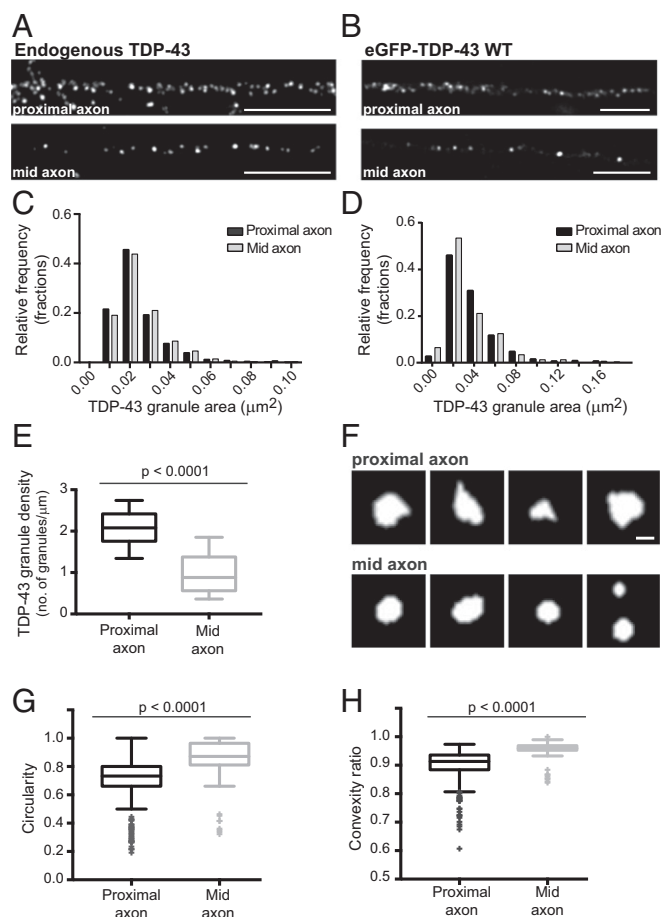 A
Endogenous TDP-43
proximal axon
mid axon
B
eGFP-TDP-43 WT
proximal axon
mid axon
C
Relative frequency
(fractions)
0.6
0.4
0.2
0.0
Proximal axon
Mid axon
0.00
0.02
0.04
0.06
0.08
0.10
TDP-43 granule area (μm2)
D
Relative frequency
(fractions)
0.6
0.4
0.2
0.0
Proximal axon
Mid axon
0.00
0.04
0.08
0.12
0.16
TDP-43 granule area (μm2)
E
p < 0.0001
TDP-43 granule density
(no. of granules/μm)
3
2
1
0
Proximal
axon
Mid
axon
F
proximal axon
mid axon
G
p < 0.0001
Circularity
1.0
0.8
0.6
0.4
0.2
0.0
Proximal
axon
Mid
axon
H
p < 0.0001
Convexity ratio
1.0
0.9
0.8
0.7
0.6
0.5
Proximal
axon
Mid
axon